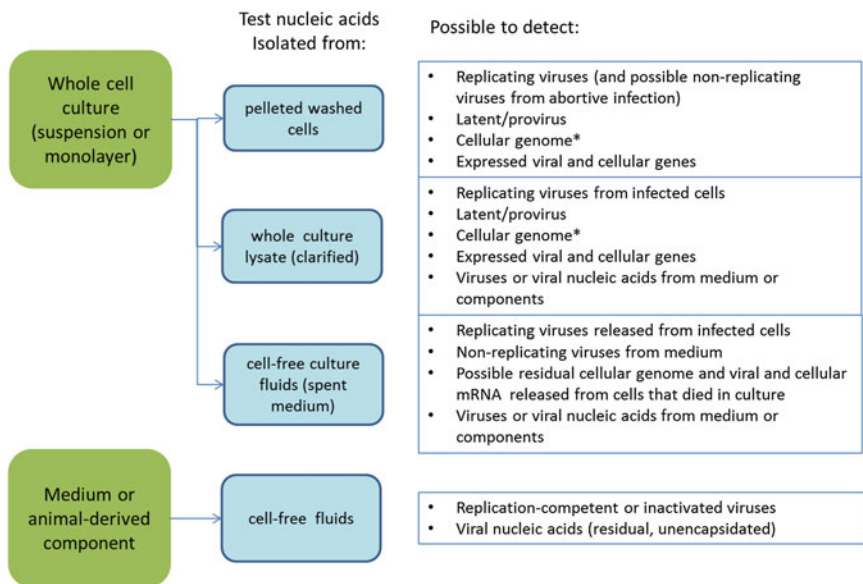 Test nucleic acids
Isolated from:
Possible to detect:
Whole cell
culture
(suspension or
monolayer)
pelleted washed
cells
• Replicating viruses (and possible non-replicating
viruses from abortive infection)
• Latent/provirus
• Cellular genome*
• Expressed viral and cellular genes
whole culture
lysate (clarified)
• Replicating viruses from infected cells
• Latent/provirus
• Cellular genome*
• Expressed viral and cellular genes
• Viruses or viral nucleic acids from medium or
components
cell-free culture
fluids (spent
medium)
• Replicating viruses released from infected cells
• Non-replicating viruses from medium
• Possible residual cellular genome and viral and cellular
mRNA released from cells that died in culture
• Viruses or viral nucleic acids from medium or
components
Medium or
animal-derived
component
cell-free fluids
• Replication-competent or inactivated viruses
• Viral nucleic acids (residual, unencapsidated)